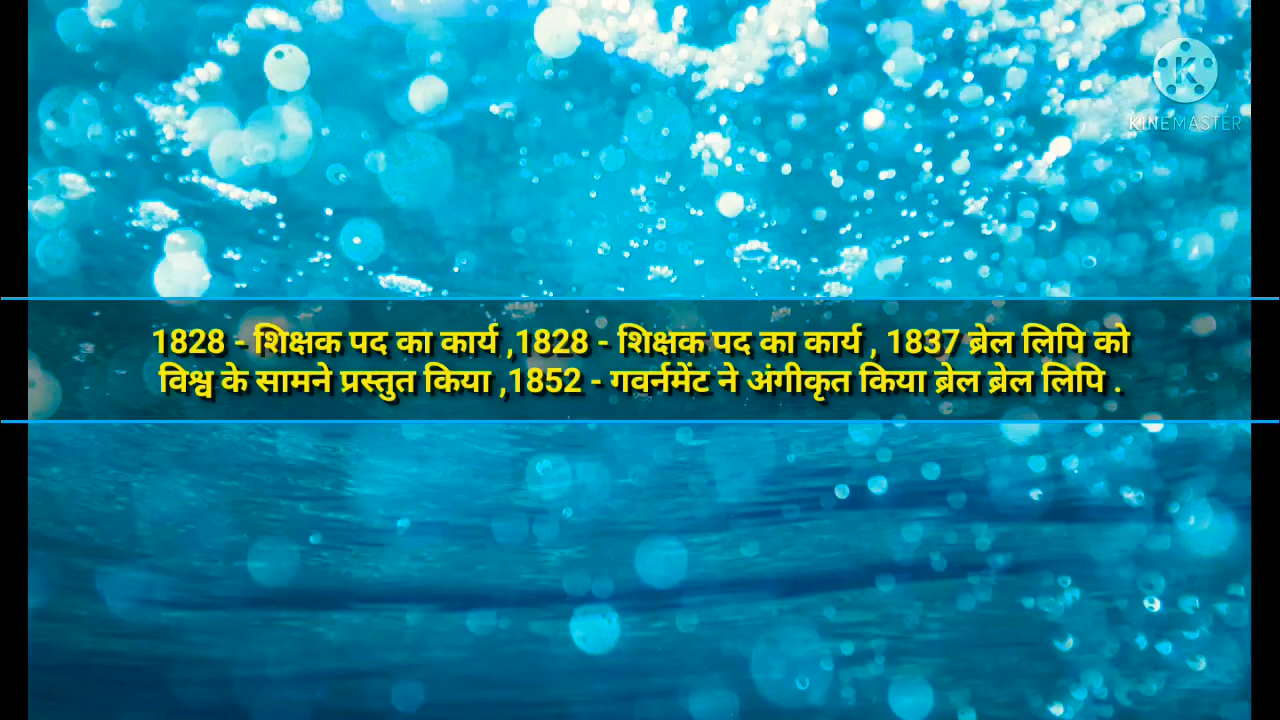 KINEMASTER
1828 - शिक्षक पद का कार्य ,1828 - शिक्षक पद का कार्य , 1837 ब्रेल लिपि को
विश्व के सामने प्रस्तुत किया ,1852 - गवर्नमेंट ने अंगीकृत किया ब्रेल ब्रेल लिपि .